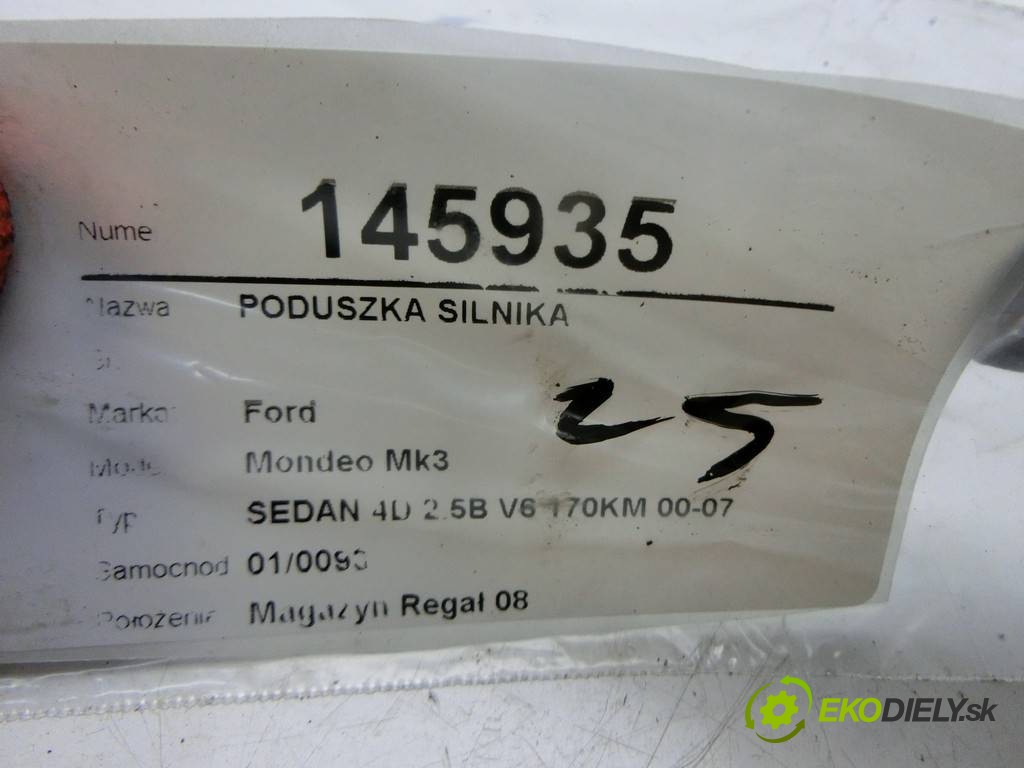 Nume 145935
Nazwa PODUSZKA SILNIKA
Marka Ford
Mondeo Mk3
Typ SEDAN 4D 2.5B V6 170KM 00-07
Samochod 01/0093
Położenie Magazyn Regał 08
25
EKODIELY.sk